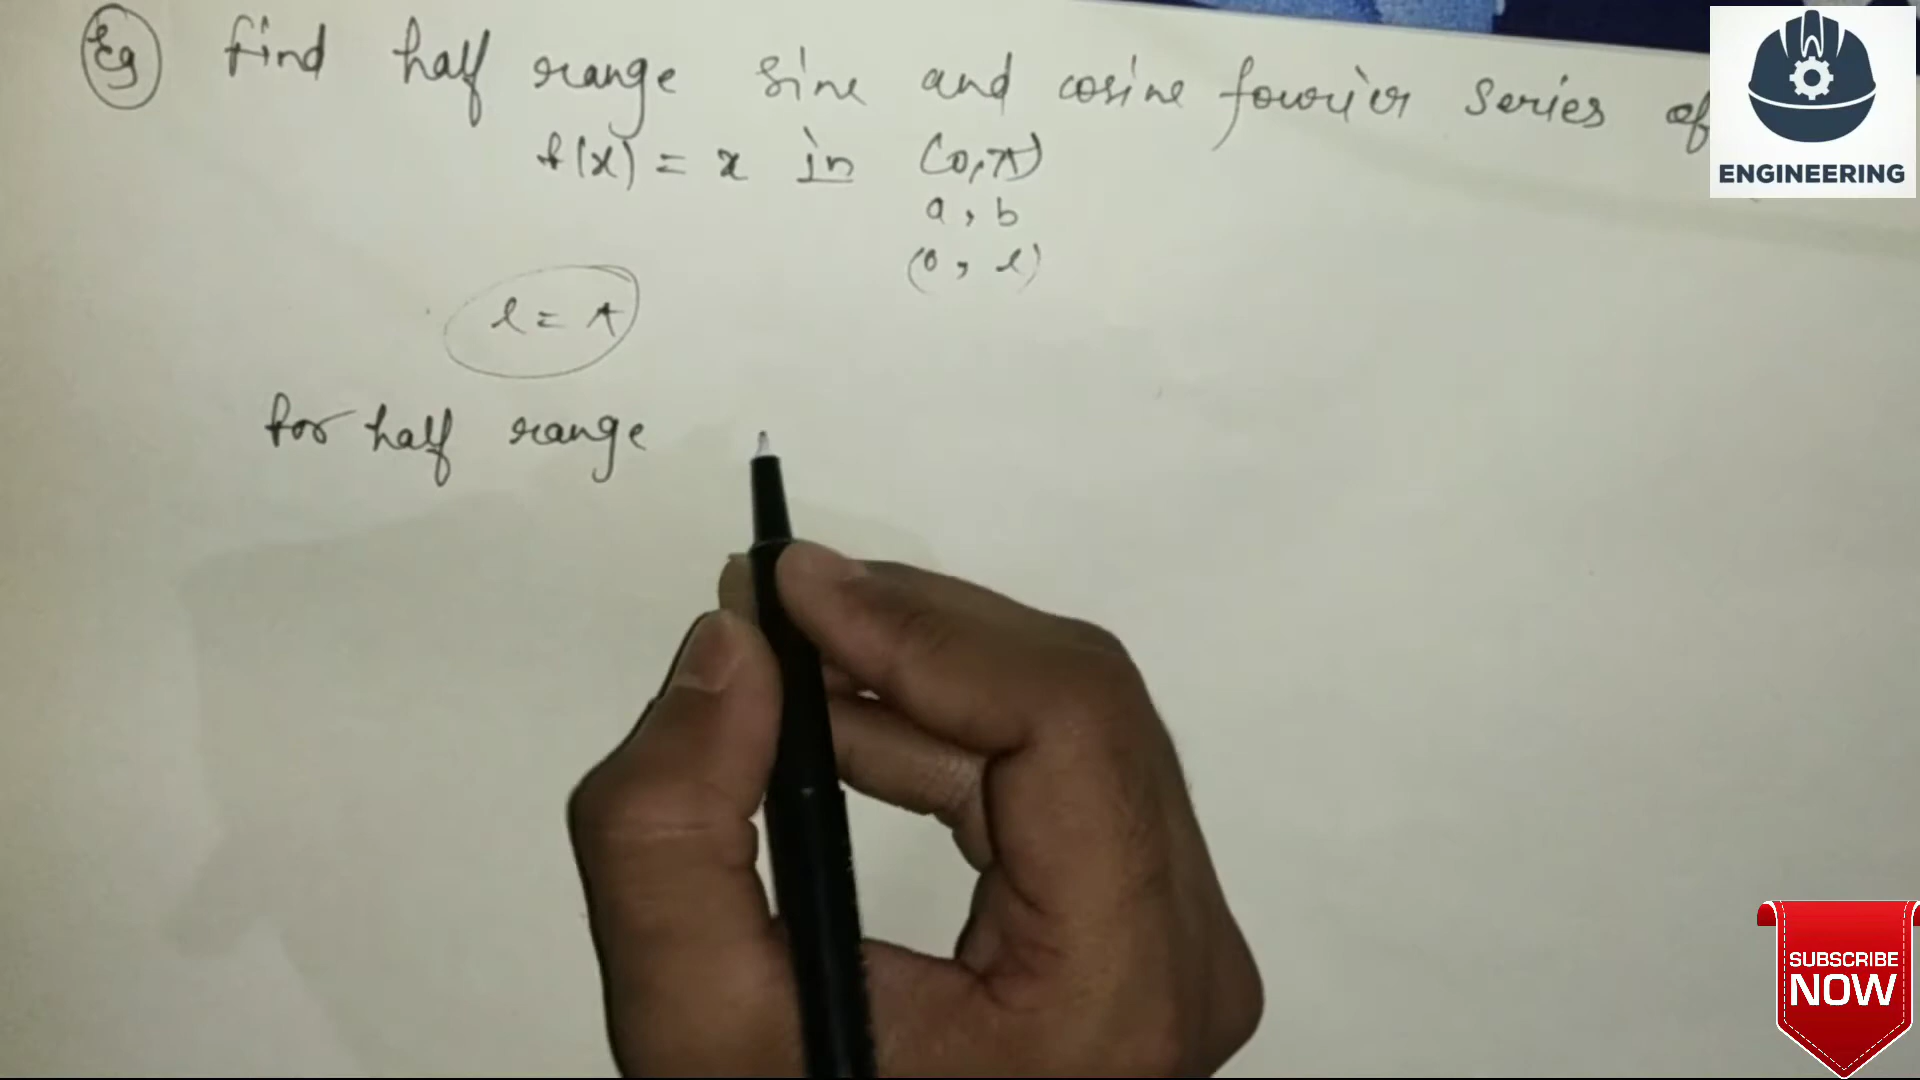 Eg find half range sine and cosine fourier series of
f(x) = x in (0,π)
a, b
(0, l)
l = π
for half range
ENGINEERING
SUBSCRIBE
NOW